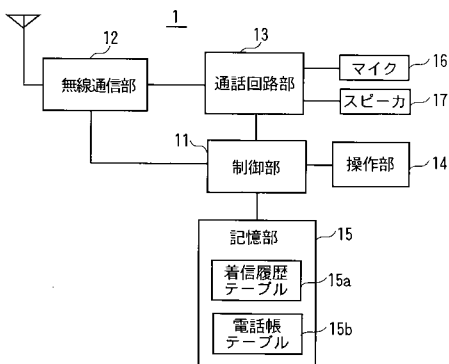 1
12
無線通信部
13
通話回路部
マイク
16
スピーカ
17
11
制御部
操作部
14
記憶部
15
着信履歴
テーブル
15a
電話帳
テーブル
15b